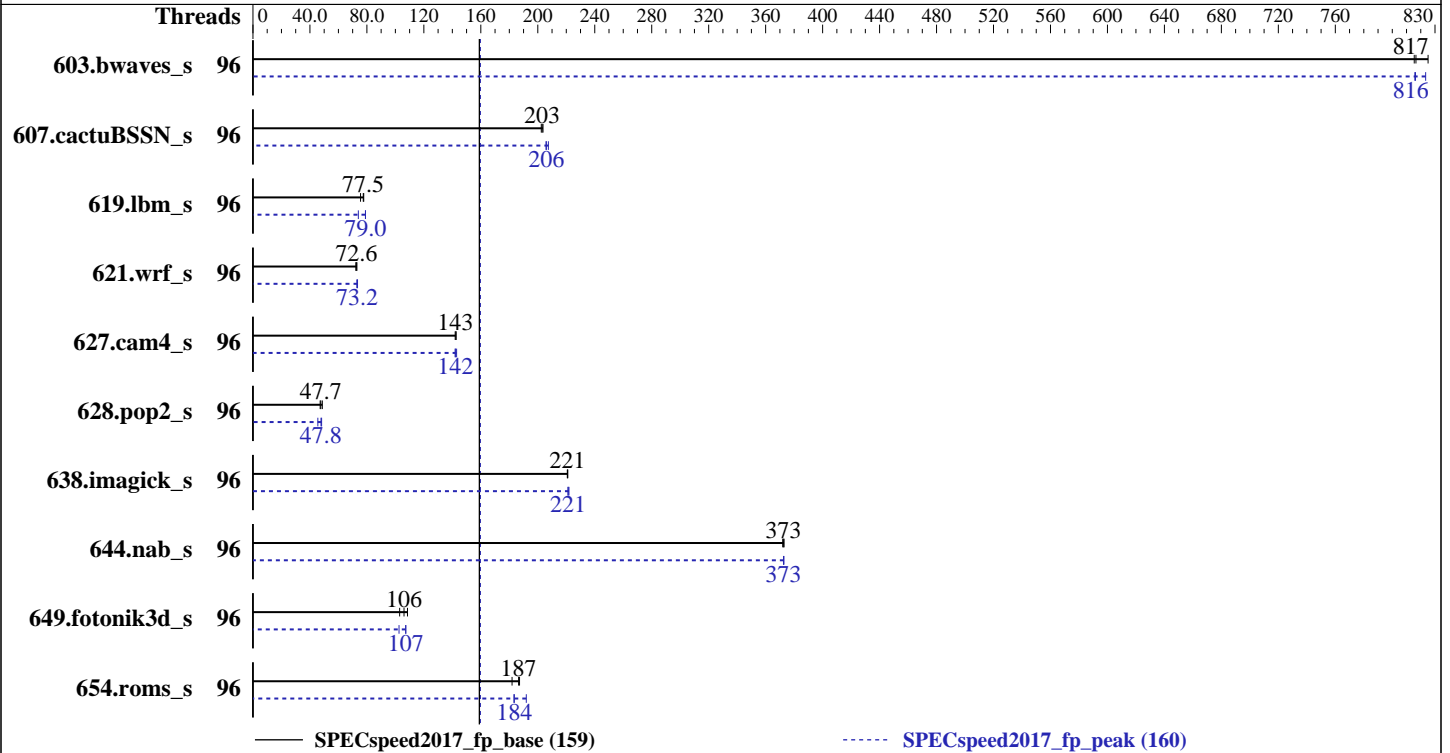 Threads 0 40.0 80.0 120 160 200 240 280 320 360 400 440 480 520 560 600 640 680 720 760 830
817
603.bwaves_s 96
816
203
607.cactuBSSN_s 96
206
77.5
619.lbm_s 96
79.0
72.6
621.wrf_s 96
73.2
143
627.cam4_s 96
142
47.7
628.pop2_s 96
47.8
221
638.imagick_s 96
221
373
644.nab_s 96
373
106
649.fotonik3d_s 96
107
187
654.roms_s 96
184
SPECspeed2017_fp_base (159) SPECspeed2017_fp_peak (160)